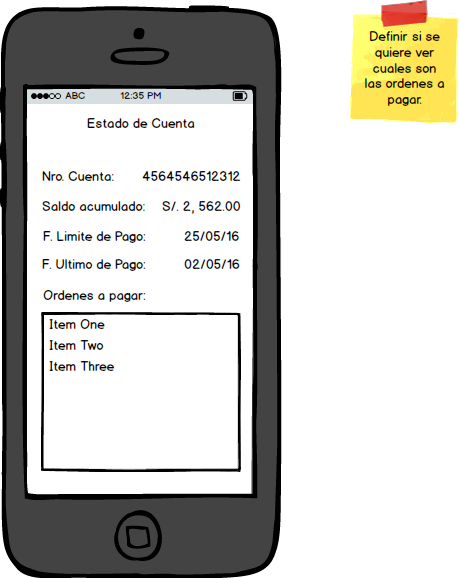 ABC 12:35 PM
Estado de Cuenta
Nro. Cuenta: 4564546512312
Saldo acumulado: S/. 2, 562.00
F. Limite de Pago: 25/05/16
F. Ultimo de Pago: 02/05/16
Ordenes a pagar:
Item One
Item Two
Item Three
Definir si se
quiere ver
cuales son
las ordenes a
pagar.